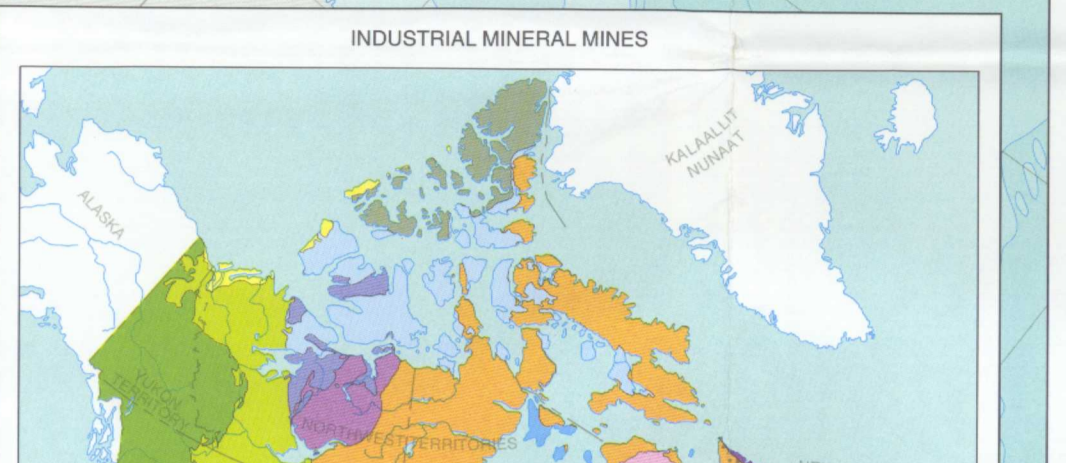 INDUSTRIAL MINERAL MINES
KALAALLIT
NUNAAT
ALASKA
YUKON
TERRITORY
NORTHWEST TERRITORIES